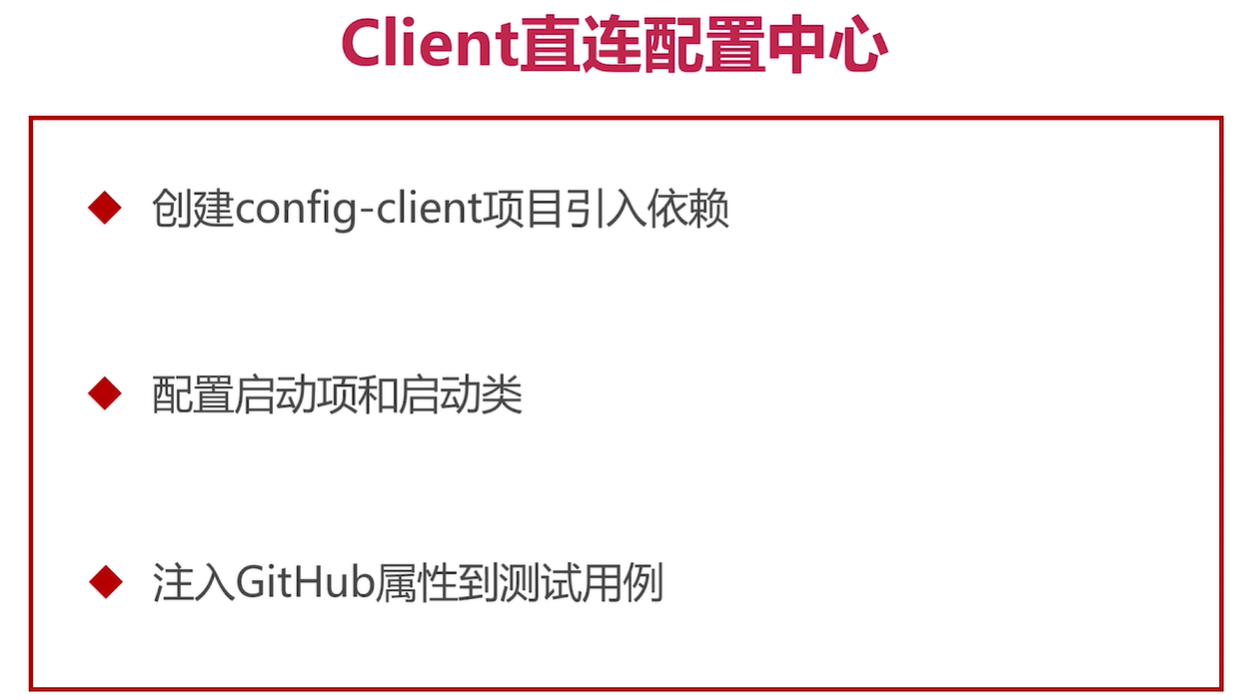 Client直连配置中心
创建config-client项目引入依赖
配置启动项和启动类
注入GitHub属性到测试用例